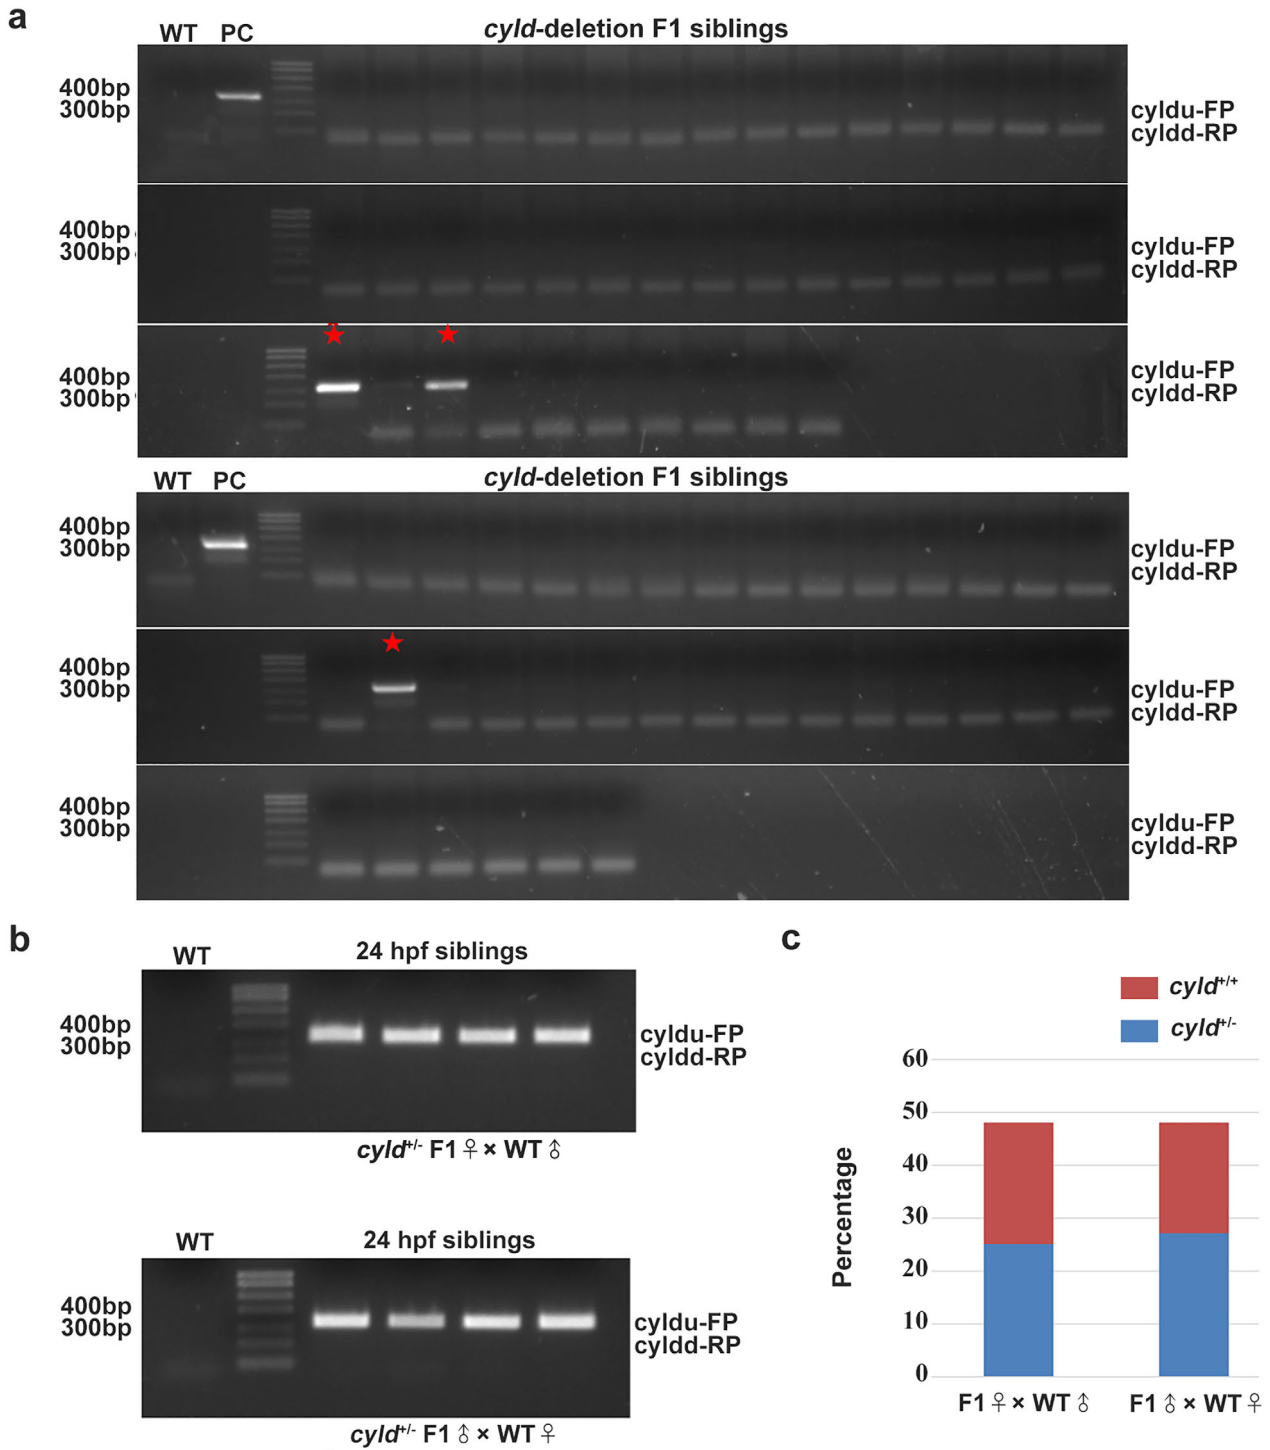 a
WT PC cyld-deletion F1 siblings
400bp
300bp
cyldu-FP
cyldd-RP
400bp
300bp
cyldu-FP
cyldd-RP
400bp
300bp
cyldu-FP
cyldd-RP
WT PC cyld-deletion F1 siblings
400bp
300bp
cyldu-FP
cyldd-RP
400bp
300bp
cyldu-FP
cyldd-RP
400bp
300bp
cyldu-FP
cyldd-RP
b
WT 24 hpf siblings
400bp
300bp
cyldu-FP
cyldd-RP
cyld+/- F1 ♀ × WT ♂
WT 24 hpf siblings
400bp
300bp
cyldu-FP
cyldd-RP
cyld+/- F1 ♂ × WT ♀
c
cyld+/+
cyld+/-
Percentage
60
50
40
30
20
10
0
F1 ♀ × WT ♂ F1 ♂ × WT ♀